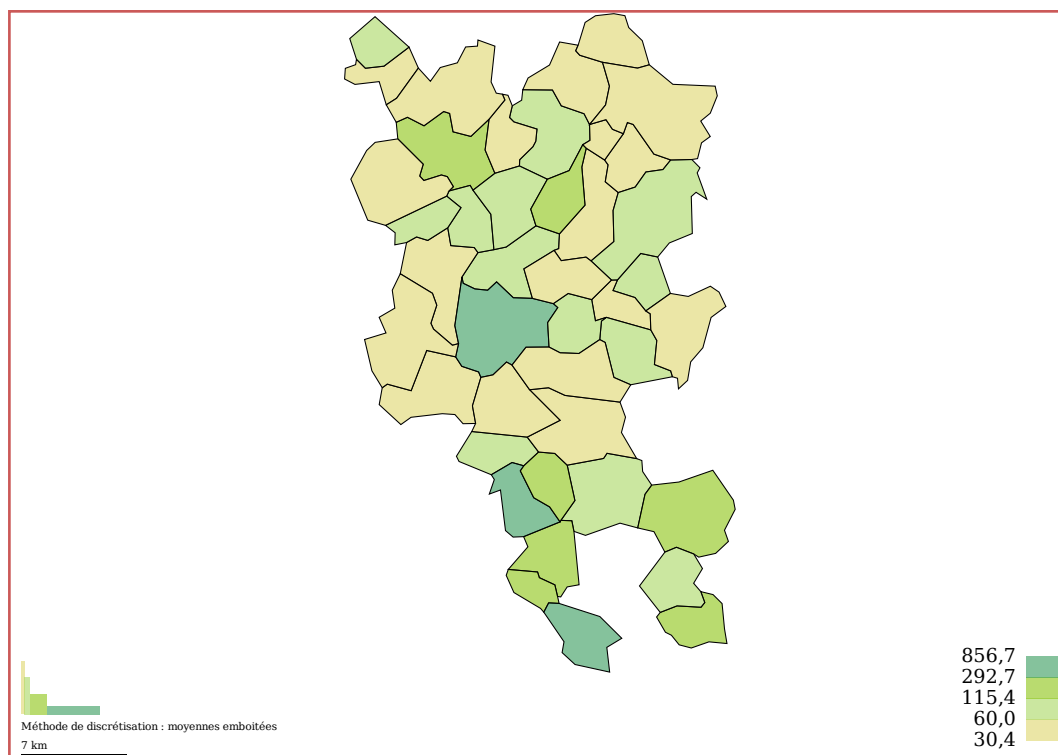 856,7
292,7
115,4
60,0
30,4
Méthode de discrétisation : moyennes emboitées
7 km